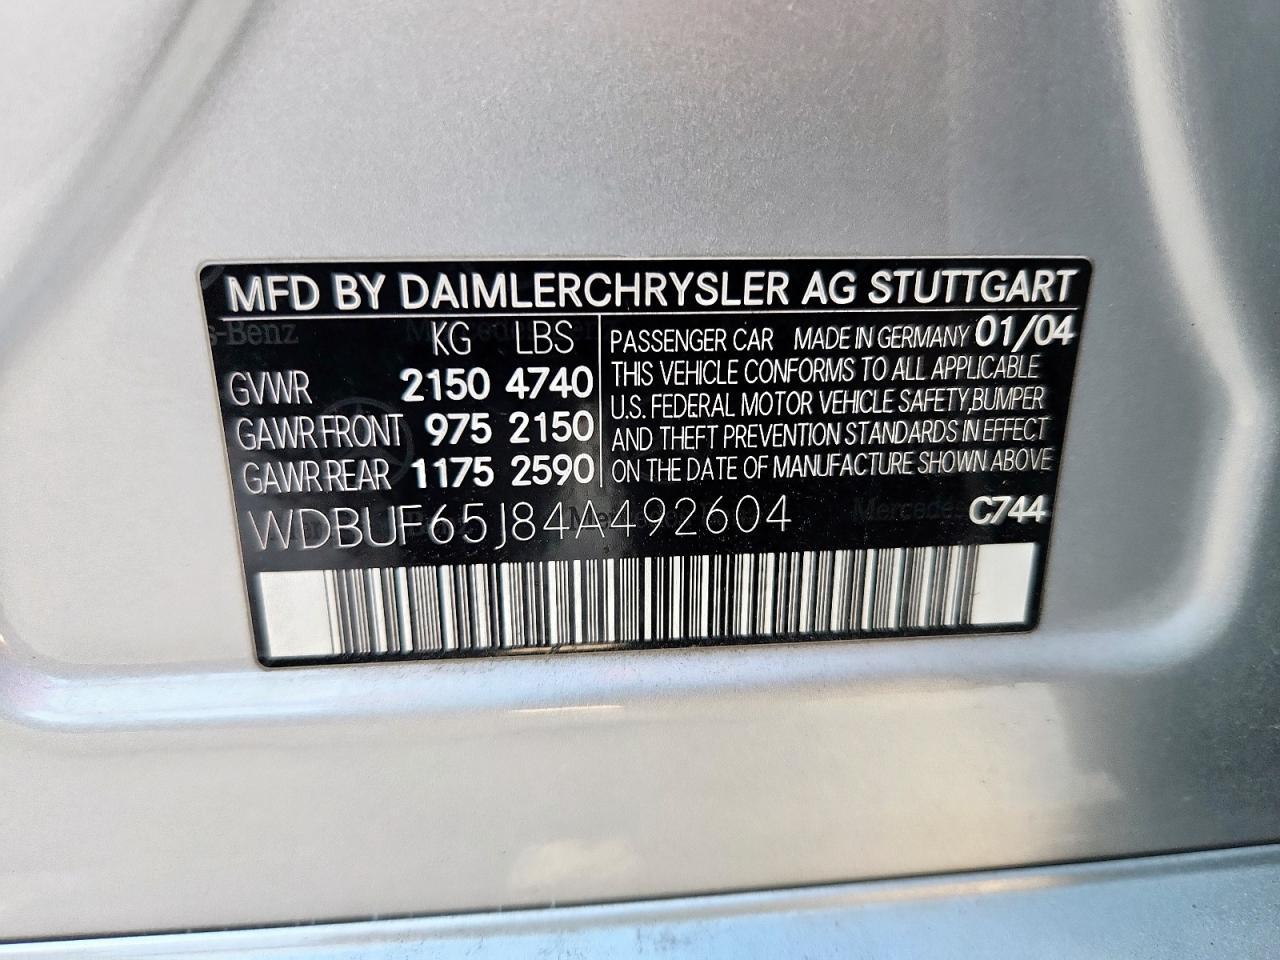 MFD BY DAIMLERCHRYSLER AG STUTTGART
KG LBS
GVWR 2150 4740
GAWR FRONT 975 2150
GAWR REAR 1175 2590
PASSENGER CAR MADE IN GERMANY 01/04
THIS VEHICLE CONFORMS TO ALL APPLICABLE
U.S. FEDERAL MOTOR VEHICLE SAFETY,BUMPER
AND THEFT PREVENTION STANDARDS IN EFFECT
ON THE DATE OF MANUFACTURE SHOWN ABOVE
WDBUF65J84A492604 C744